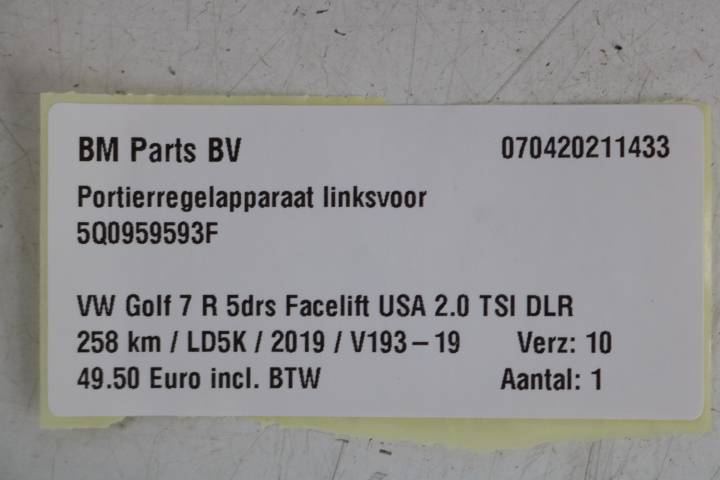 BM Parts BV 070420211433
Portierregelapparaat linksvoor
5Q0959593F
VW Golf 7 R 5drs Facelift USA 2.0 TSI DLR
258 km / LD5K / 2019 / V193-19 Verz: 10
49.50 Euro incl. BTW Aantal: 1